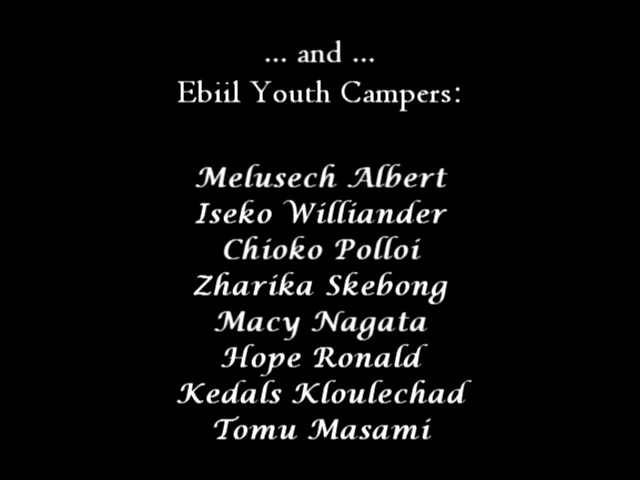 ... and ...
Ebiil Youth Campers:
Melusech Albert
Iseko Williander
Chioko Polloi
Zharika Skebong
Macy Nagata
Hope Ronald
Kedals Kloulechad
Tomu Masami